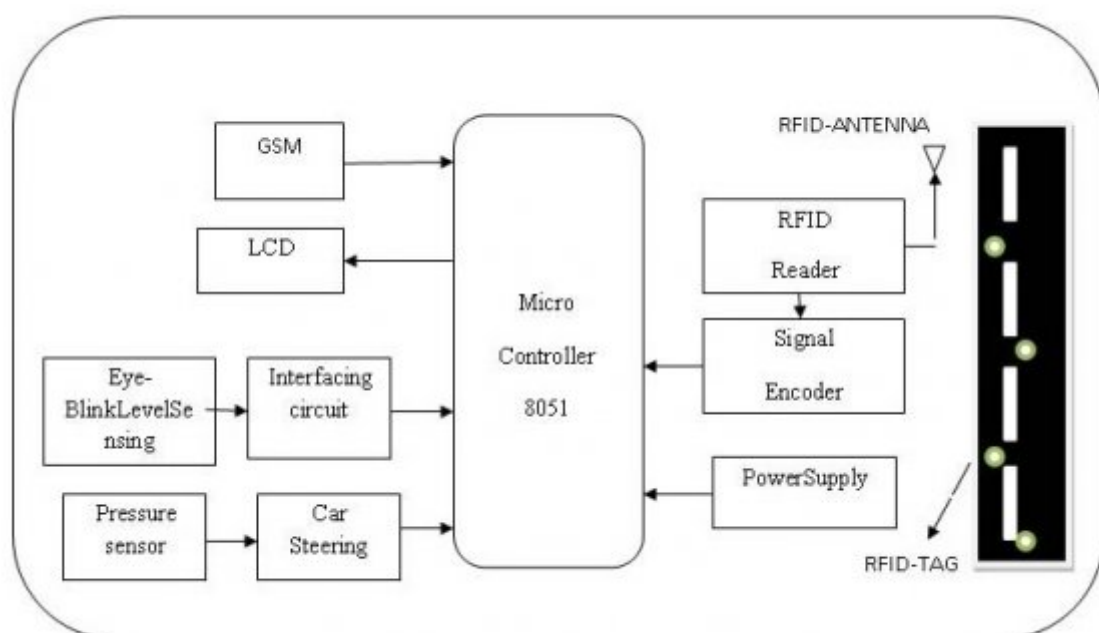 GSM
LCD
Eye-
BlinkLevelSe
nsing
Interfacing
circuit
Pressure
sensor
Car
Steering
Micro
Controller
8051
RFID-ANTENNA
RFID
Reader
Signal
Encoder
PowerSupply
RFID-TAG